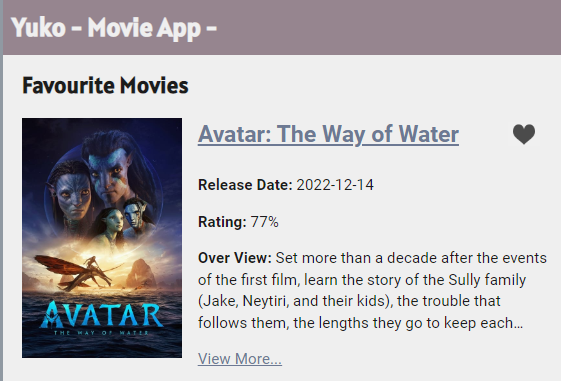 Yuko - Movie App -
Favourite Movies
Avatar: The Way of Water
Release Date: 2022-12-14
Rating: 77%
Over View: Set more than a decade after the events
of the first film, learn the story of the Sully family
(Jake, Neytiri, and their kids), the trouble that
follows them, the lengths they go to keep each...
View More...
AVATAR
THE WAY OF WATER